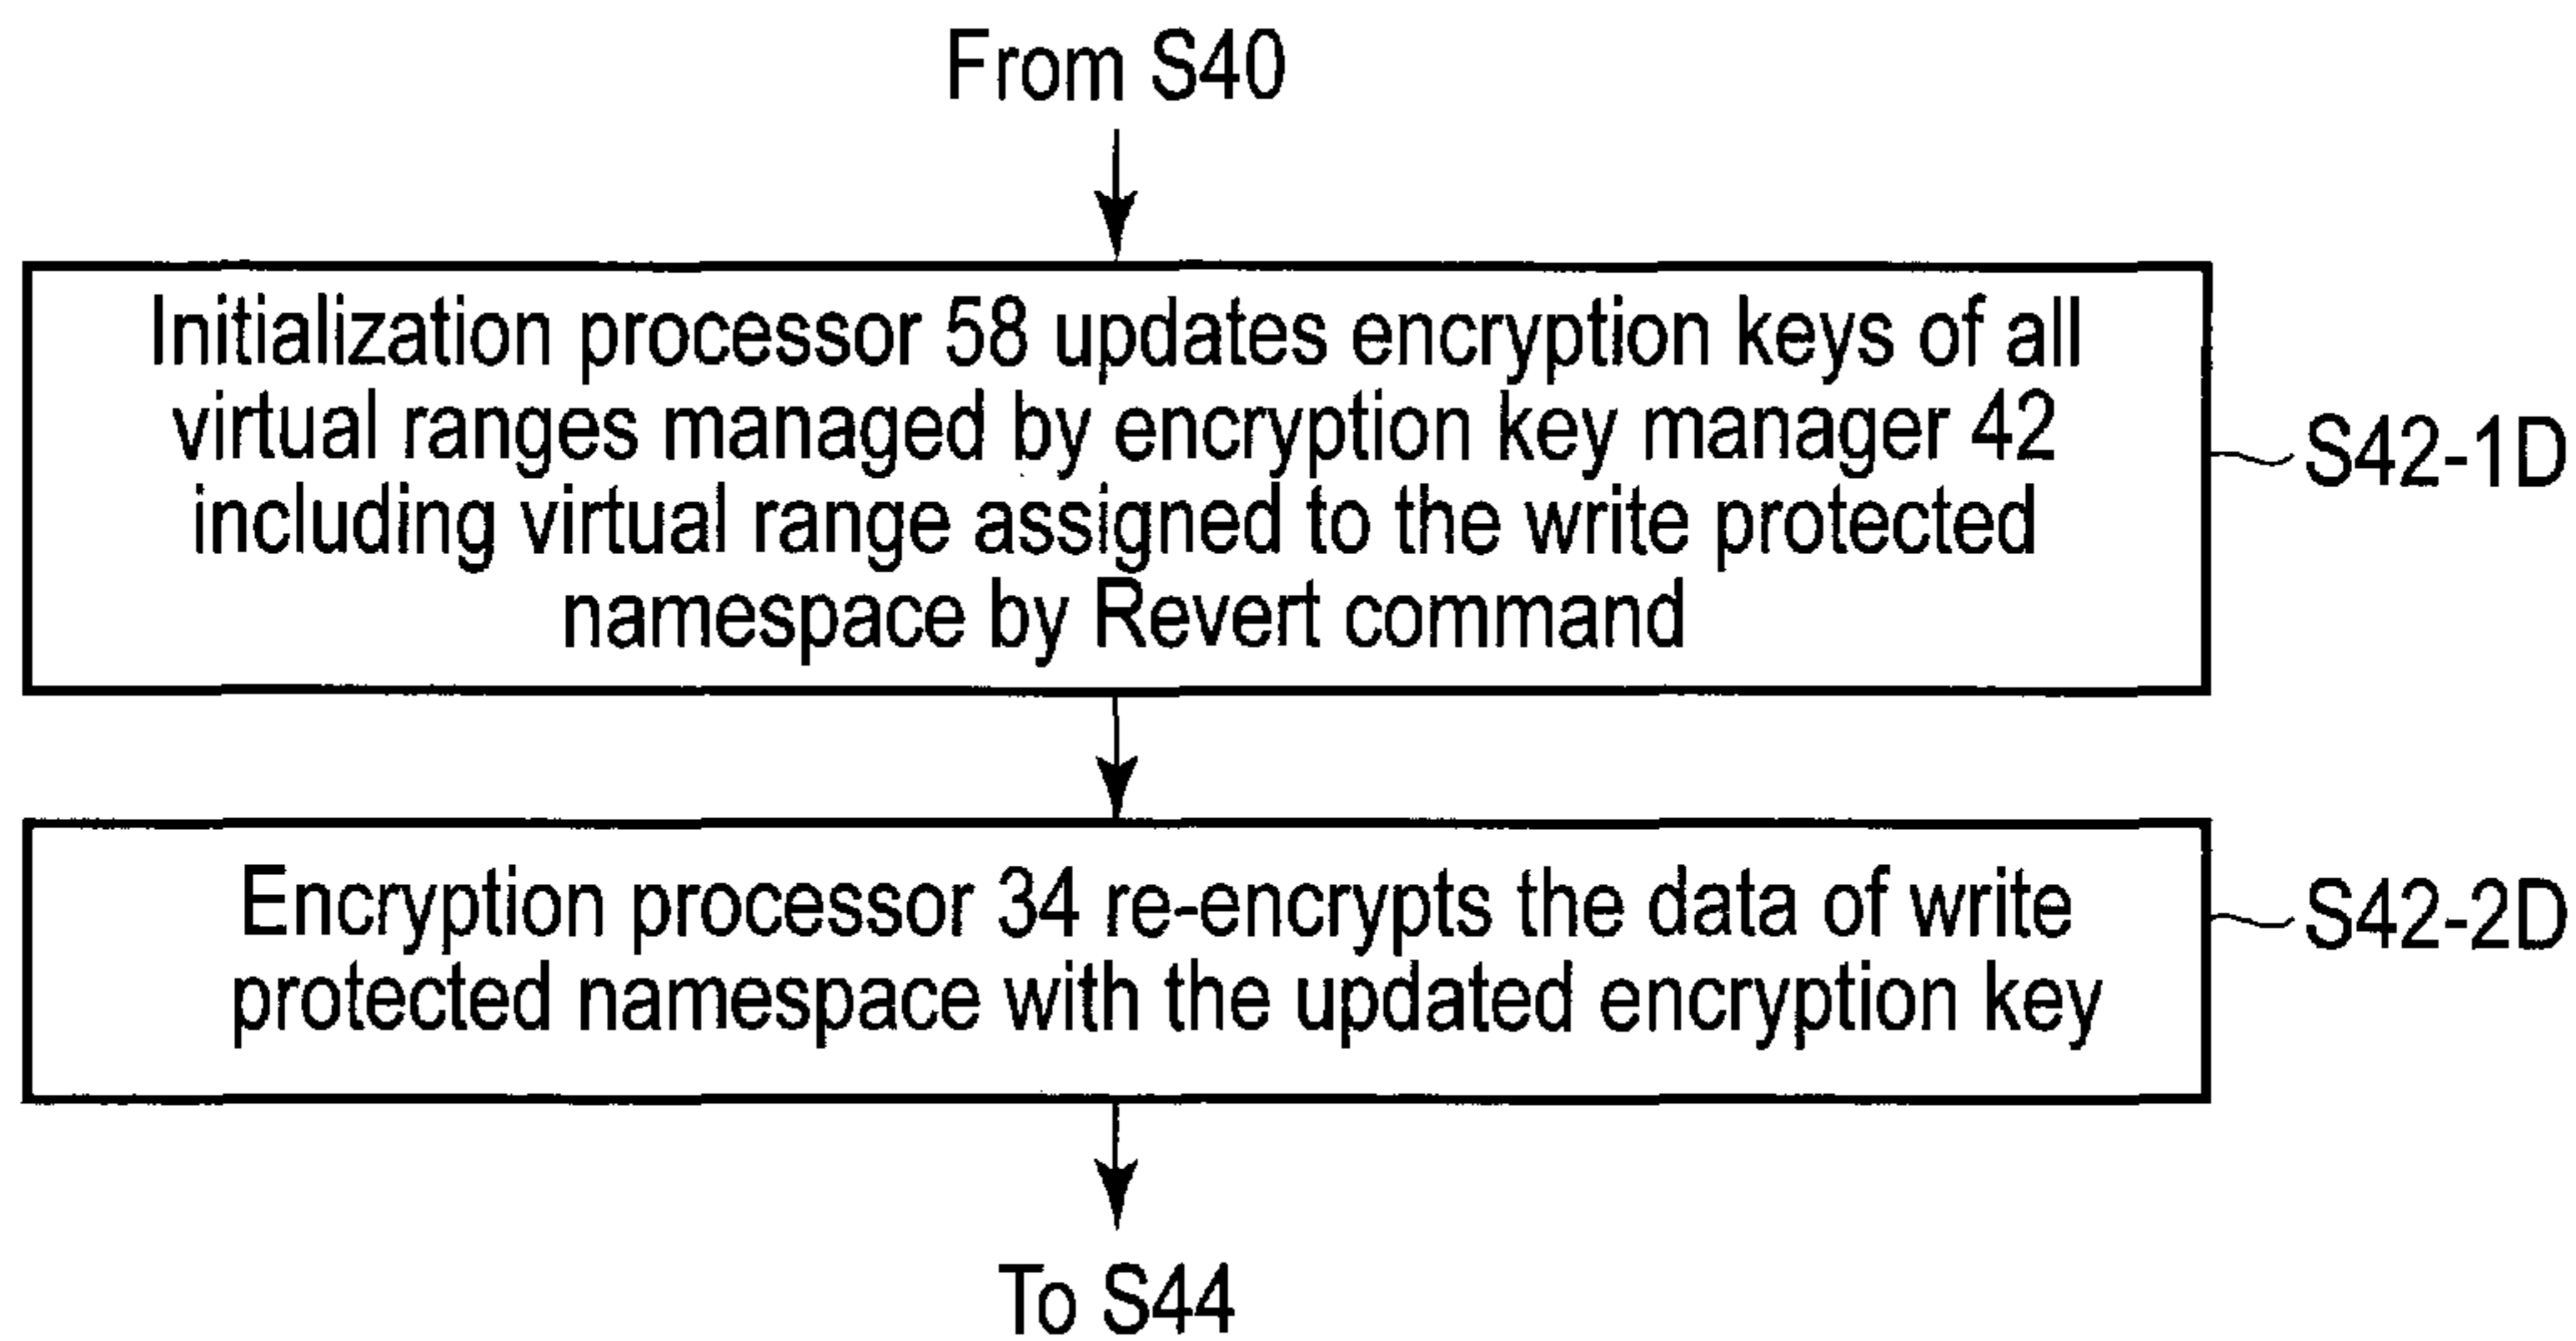 From S40
Initialization processor 58 updates encryption keys of all
virtual ranges managed by encryption key manager 42
including virtual range assigned to the write protected
namespace by Revert command
S42-1D
Encryption processor 34 re-encrypts the data of write
protected namespace with the updated encryption key
S42-2D
To S44